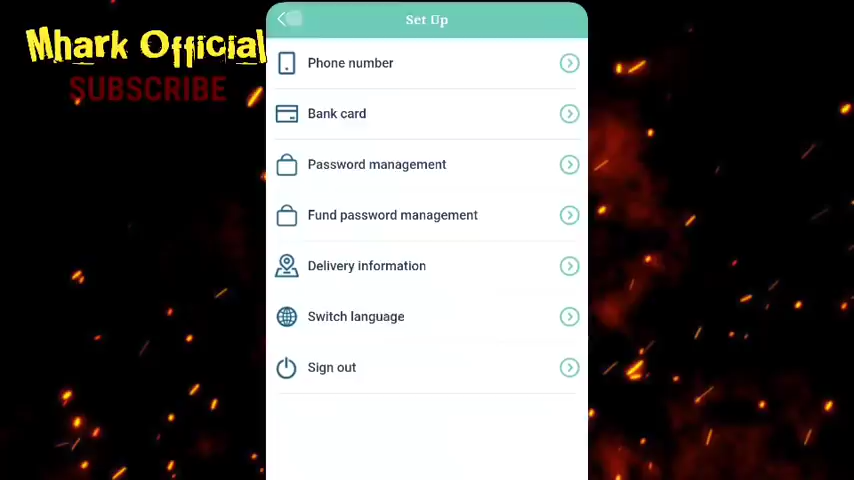 Mhark Official
SUBSCRIBE
Set Up
Phone number
Bank card
Password management
Fund password management
Delivery information
Switch language
Sign out